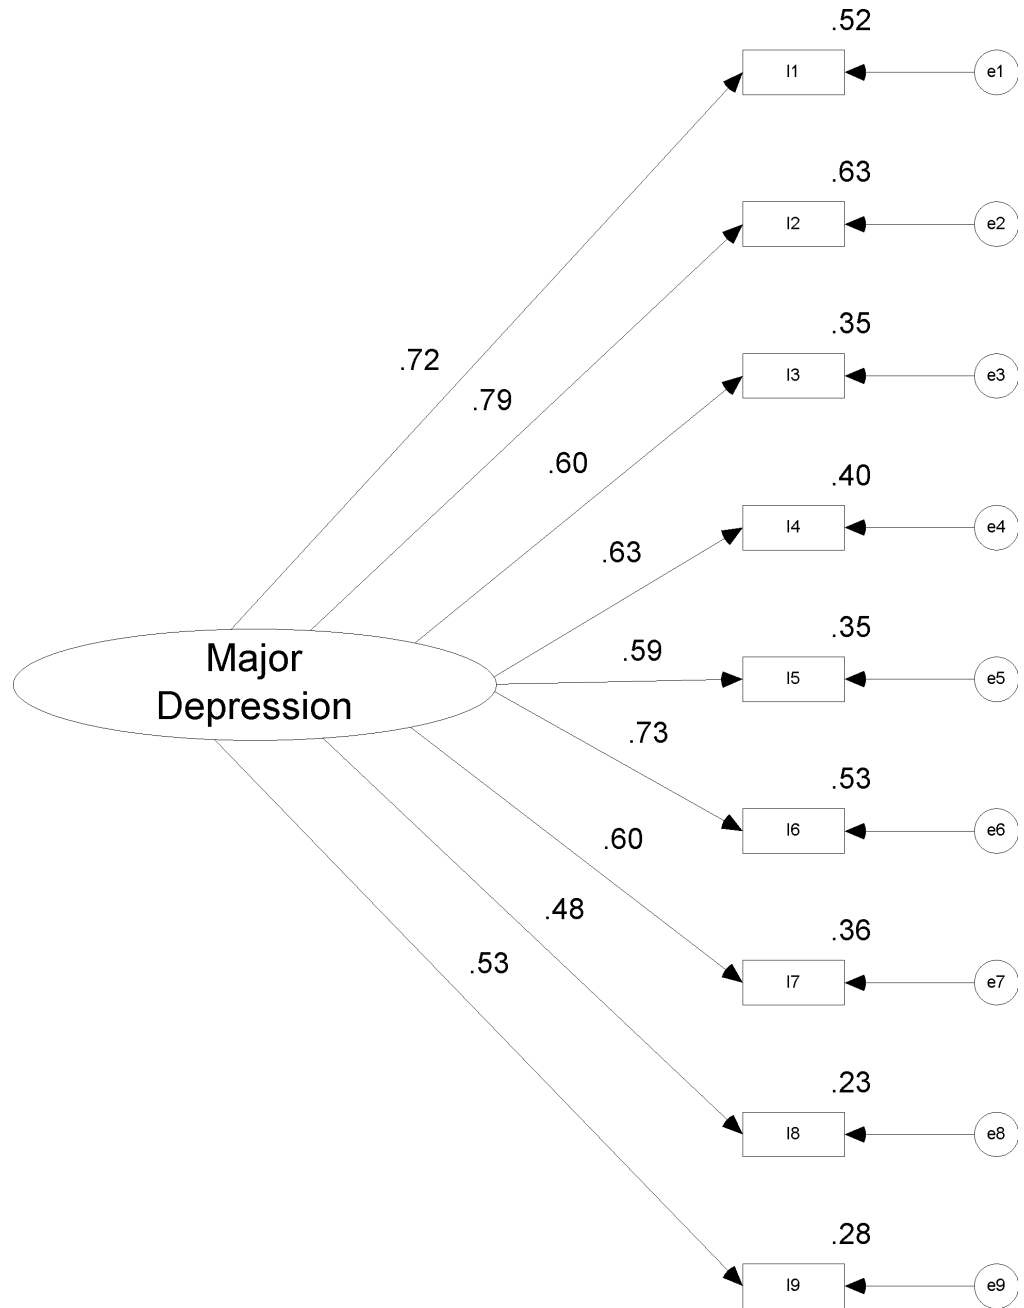 .52
I1
e1
.63
I2
e2
.35
I3
e3
.72
.79
.60
.40
I4
e4
.63
.59
.35
I5
e5
Major
Depression
.73
.53
I6
e6
.60
.48
.36
I7
e7
.53
.23
I8
e8
.28
I9
e9